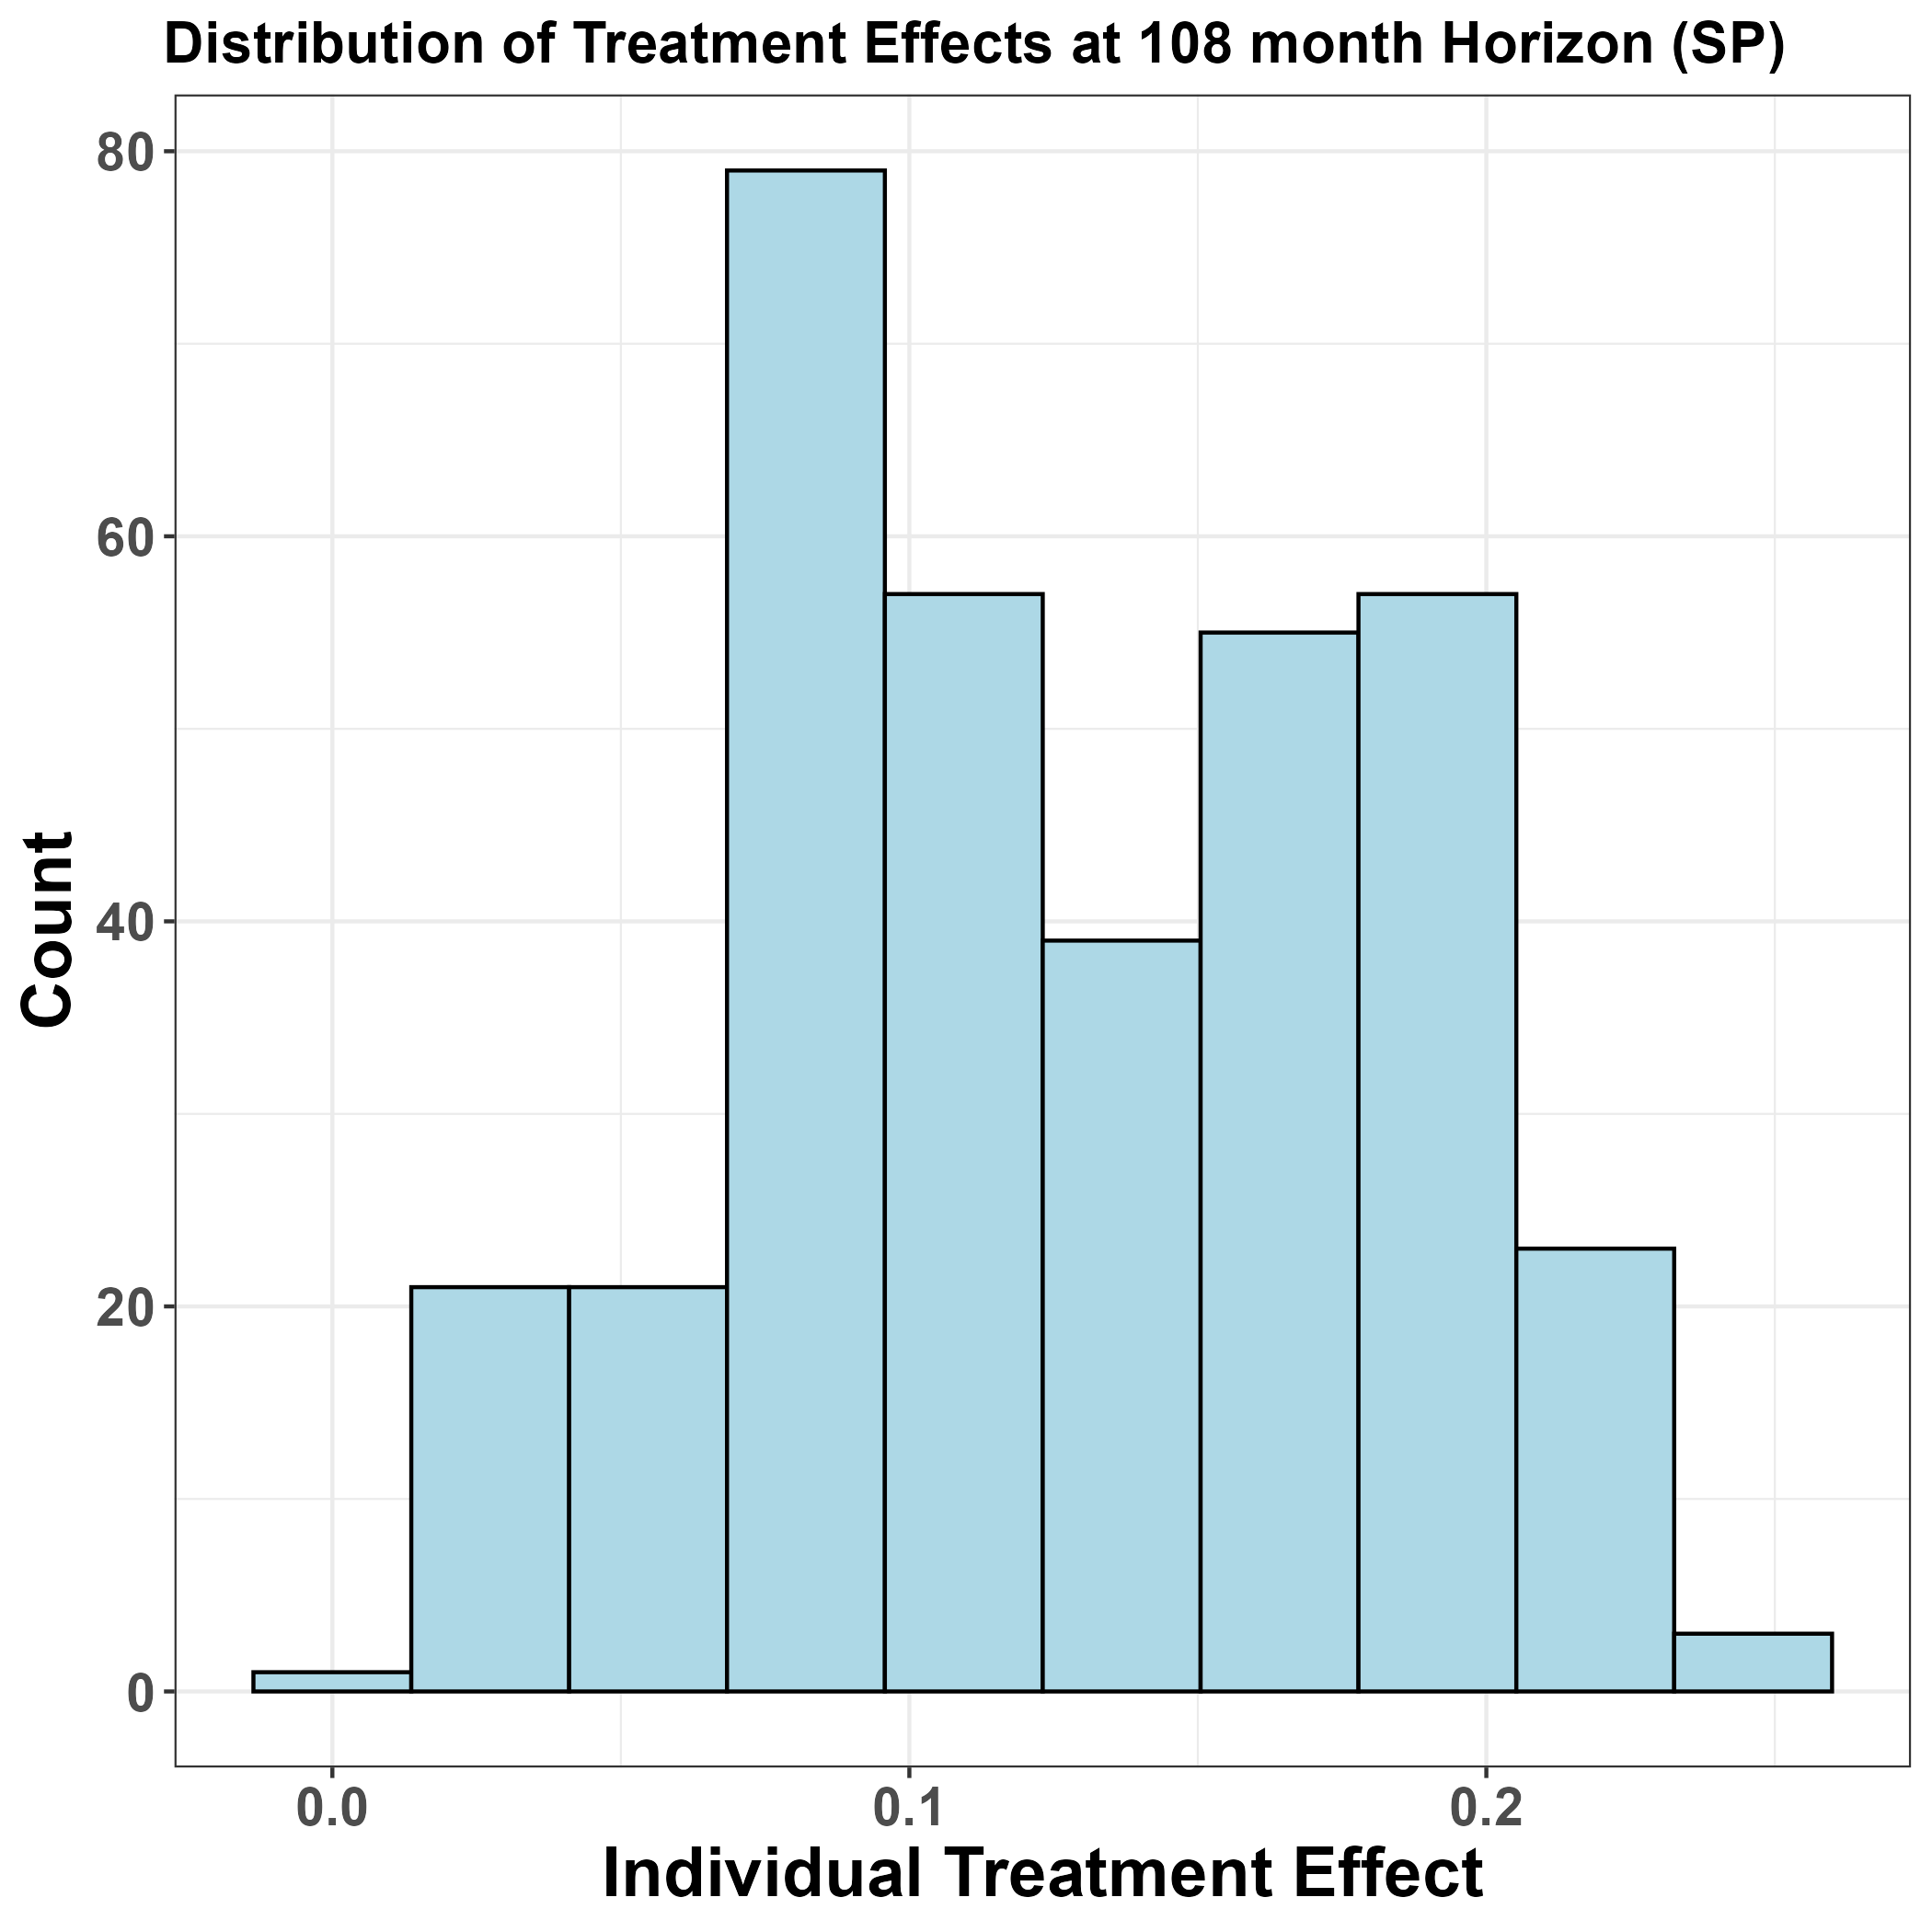 Distribution of Treatment Effects at 108 month Horizon (SP)
80
60
40
20
0
Count
0.0
0.1
0.2
Individual Treatment Effect